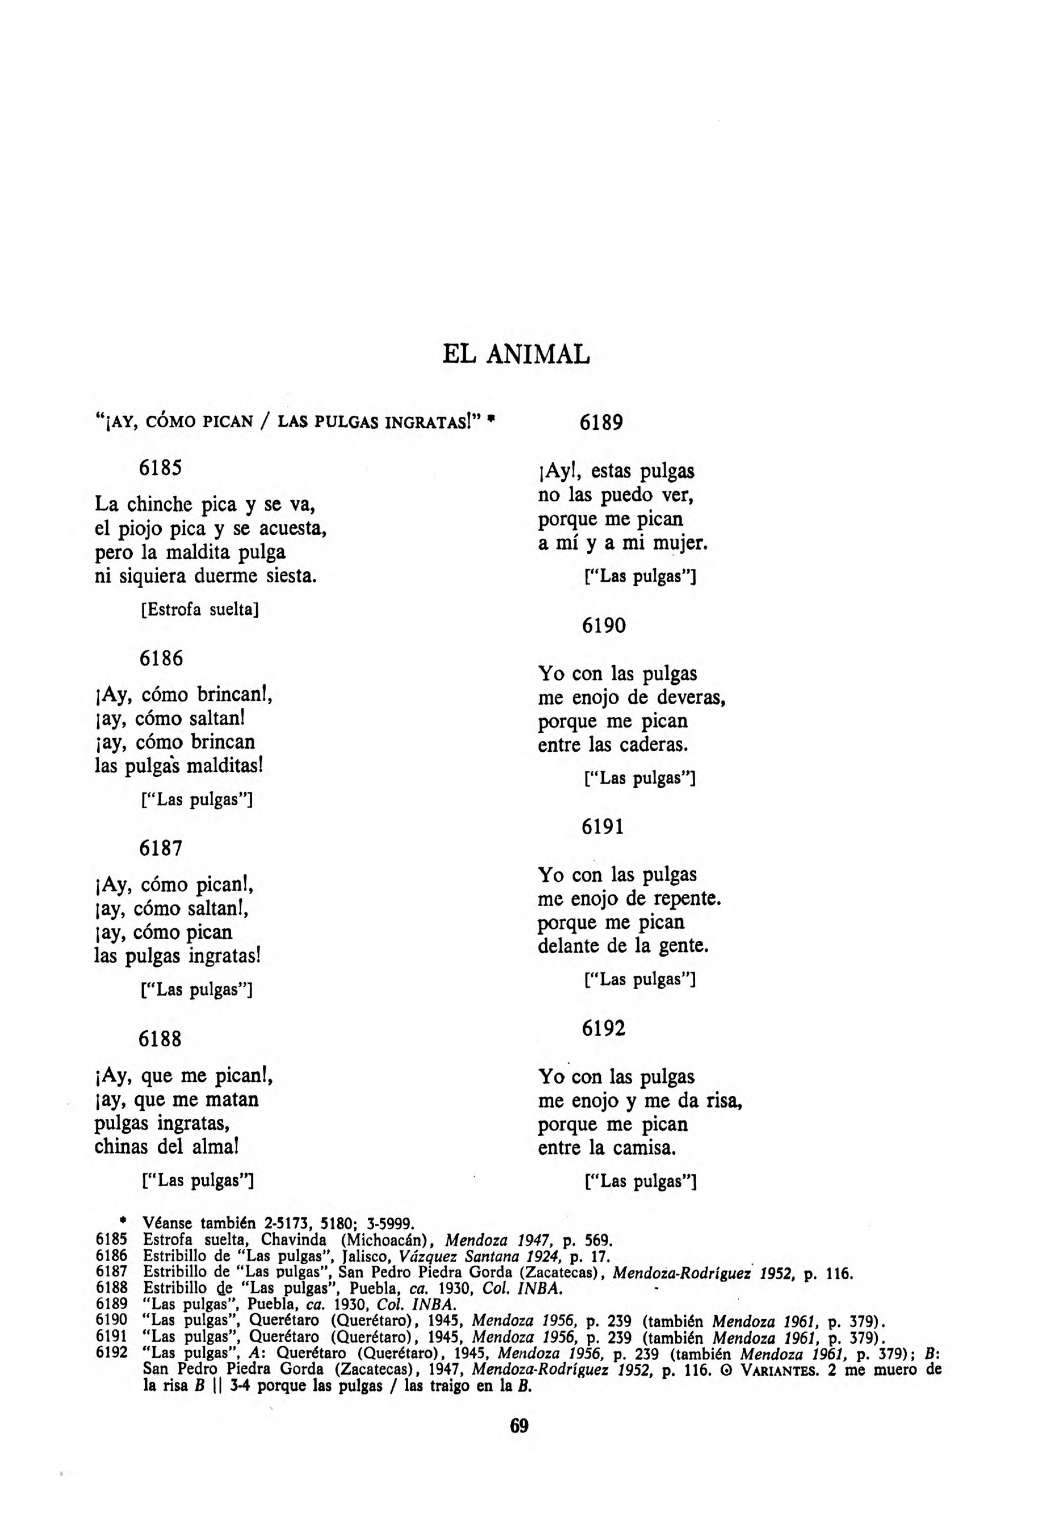 EL ANIMAL
“¡AY, CÓMO PICAN / LAS PULGAS INGRATAS!” *
6185
La chinche pica y se va,
el piojo pica y se acuesta,
pero la maldita pulga
ni siquiera duerme siesta.
[Estrofa suelta]
6186
¡Ay, cómo brincan!,
¡ay, cómo saltan!
¡ay, cómo brincan
las pulgas malditas!
[“Las pulgas”]
6187
¡Ay, cómo pican!,
¡ay, cómo saltan!,
¡ay, cómo pican
las pulgas ingratas!
[“Las pulgas”]
6188
¡Ay, que me pican!,
¡ay, que me matan
pulgas ingratas,
chinas del alma!
[“Las pulgas”]
6189
¡Ay!, estas pulgas
no las puedo ver,
porque me pican
a mí y a mi mujer.
[“Las pulgas”]
6190
Yo con las pulgas
me enojo de deveras,
porque me pican
entre las caderas.
[“Las pulgas”]
6191
Yo con las pulgas
me enojo de repente.
porque me pican
delante de la gente.
[“Las pulgas”]
6192
Yo con las pulgas
me enojo y me da risa,
porque me pican
entre la camisa.
[“Las pulgas”]
* Véanse también 2-5173, 5180; 3-5999.
6185 Estrofa suelta, Chavinda (Michoacán), Mendoza 1947, p. 569.
6186 Estribillo de “Las pulgas”, Jalisco, Vázquez Santana 1924, p. 17.
6187 Estribillo de “Las pulgas”, San Pedro Piedra Gorda (Zacatecas), Mendoza-Rodríguez 1952, p. 116.
6188 Estribillo de “Las pulgas”, Puebla, ca. 1930, Col. INBA.
6189 “Las pulgas”, Puebla, ca. 1930, Col. INBA.
6190 “Las pulgas”, Querétaro (Querétaro), 1945, Mendoza 1956, p. 239 (también Mendoza 1961, p. 379).
6191 “Las pulgas”, Querétaro (Querétaro), 1945, Mendoza 1956, p. 239 (también Mendoza 1961, p. 379).
6192 “Las pulgas”, A: Querétaro (Querétaro), 1945, Mendoza 1956, p. 239 (también Mendoza 1961, p. 379); B:
San Pedro Piedra Gorda (Zacatecas), 1947, Mendoza-Rodríguez 1952, p. 116. ⊙ VARIANTES. 2 me muero de
la risa B || 3-4 porque las pulgas / las traigo en la B.
69